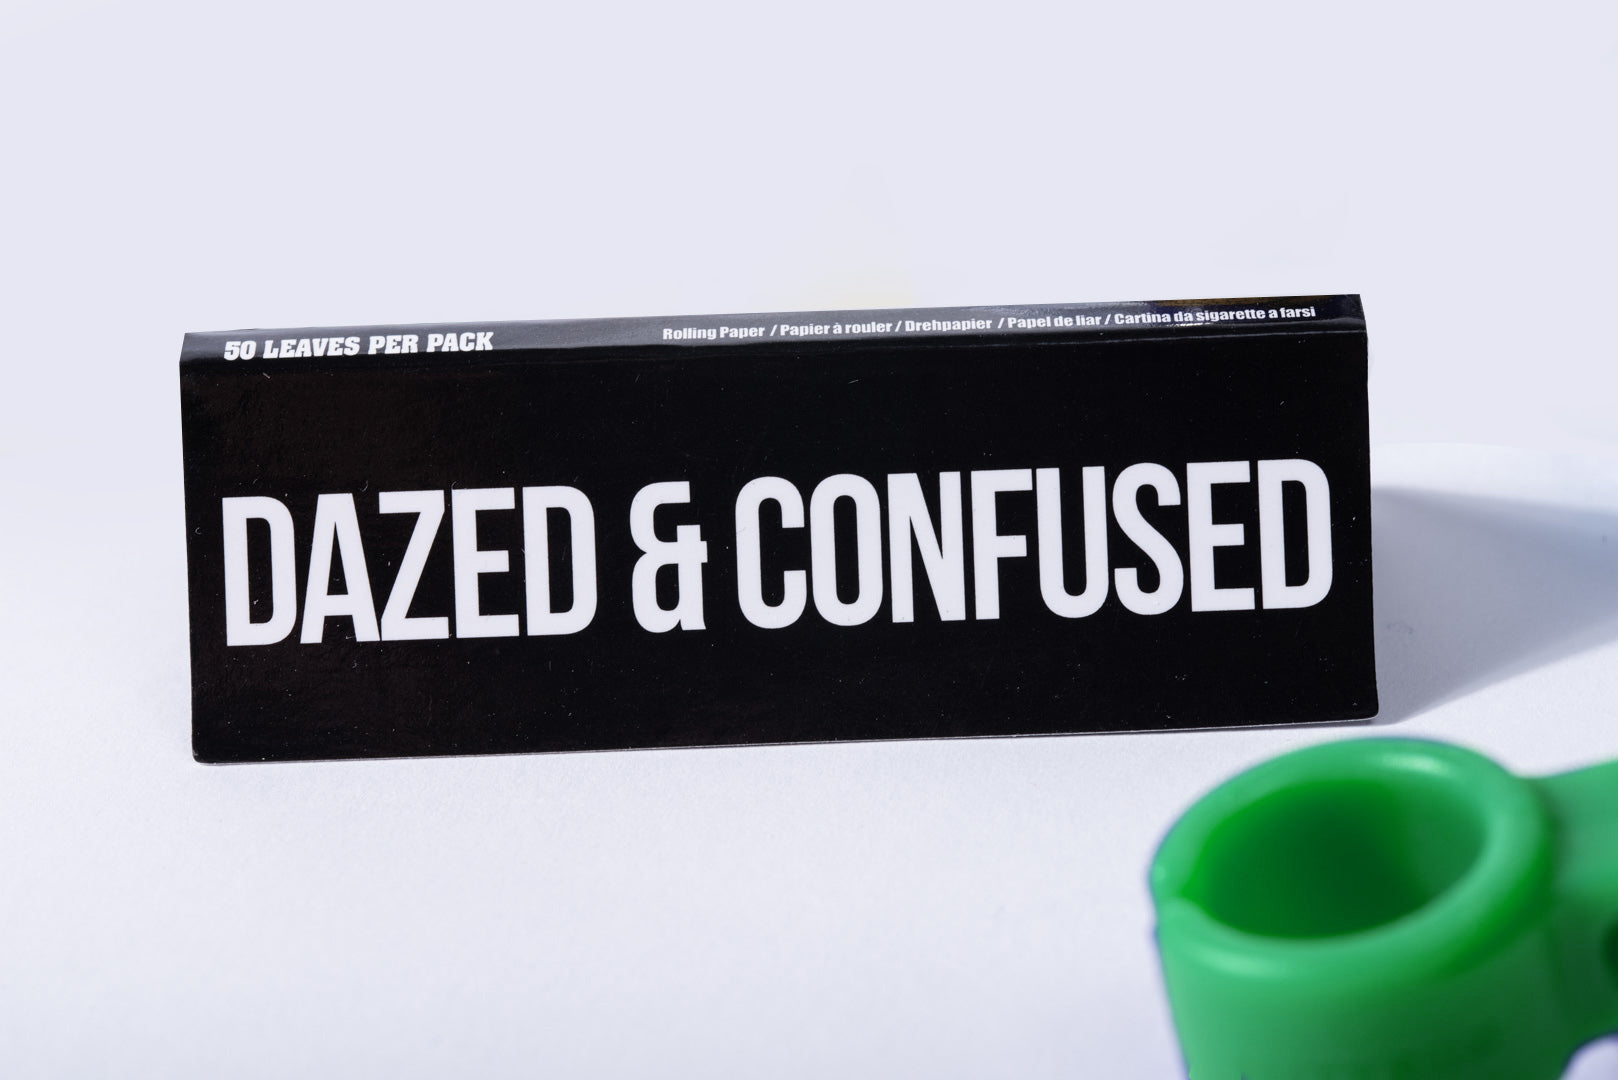 50 LEAVES PER PACK
Rolling Paper / Papier à rouler / Drehpapier / Papel de liar / Cartina da sigarette a farsi
DAZED & CONFUSED